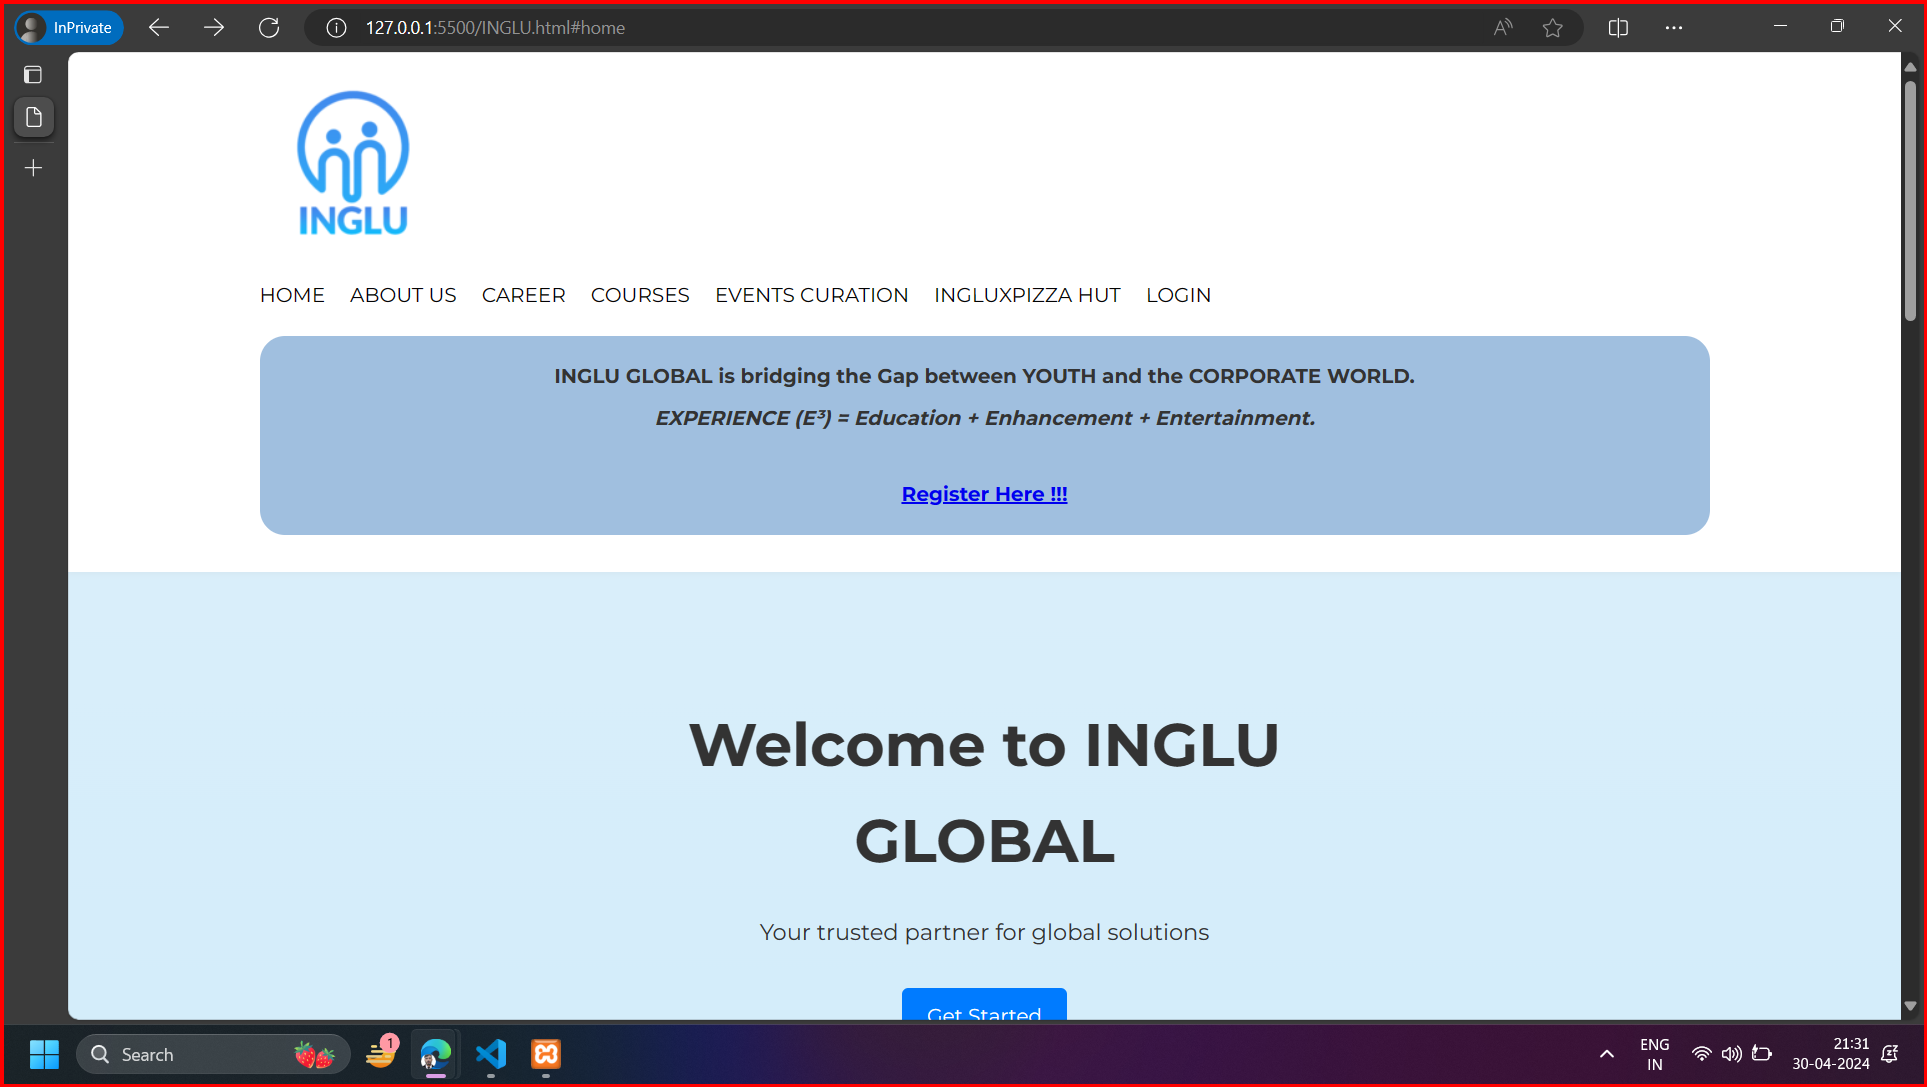 InPrivate
127.0.0.1:5500/INGLU.html#home
INGLU
HOME ABOUT US CAREER COURSES EVENTS CURATION INGLUXPIZZA HUT LOGIN
INGLU GLOBAL is bridging the Gap between YOUTH and the CORPORATE WORLD.
EXPERIENCE (E³) = Education + Enhancement + Entertainment.
Register Here !!!
Welcome to INGLU
GLOBAL
Your trusted partner for global solutions
Get Started
Search
1
ENG
IN
21:31
30-04-2024